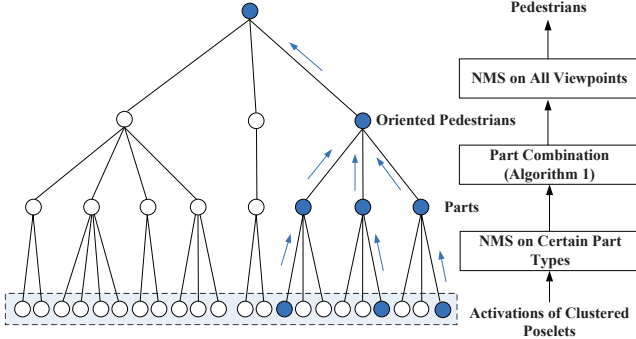 Pedestrians
NMS on All Viewpoints
Oriented Pedestrians
Part Combination
(Algorithm 1)
Parts
NMS on Certain Part
Types
Activations of Clustered
Poselets